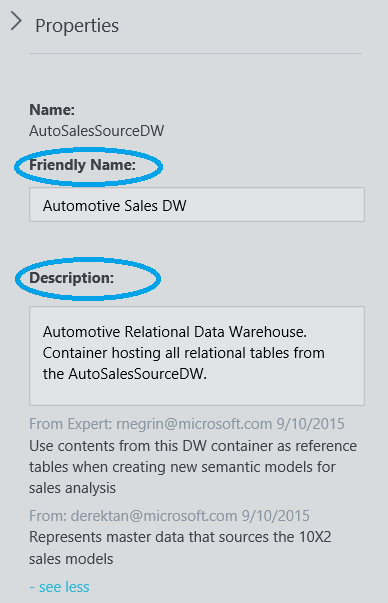 Properties
Name:
AutoSalesSourceDW
Friendly Name:
Automotive Sales DW
Description:
Automotive Relational Data Warehouse.
Container hosting all relational tables from
the AutoSalesSourceDW.
From Expert: rnegrin@microsoft.com 9/10/2015
Use contents from this DW container as reference
tables when creating new semantic models for
sales analysis
From: derektan@microsoft.com 9/10/2015
Represents master data that sources the 10X2
sales models
- see less